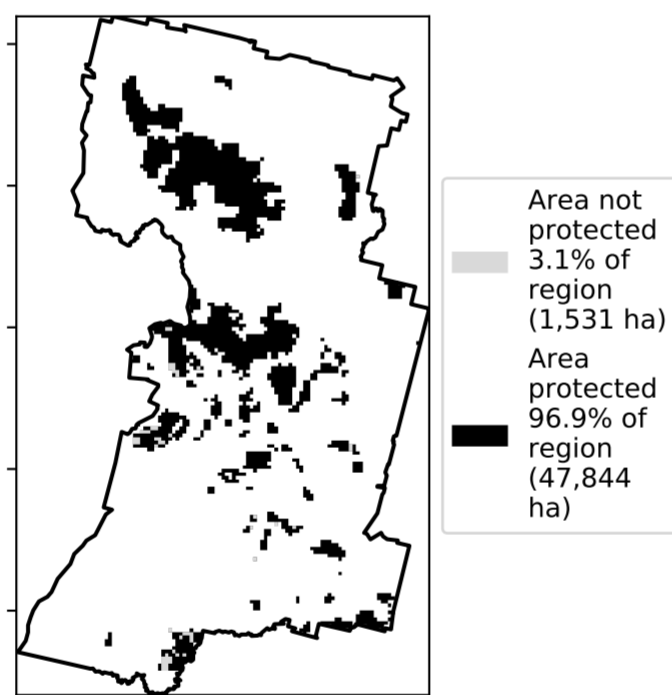 Area not
protected
3.1% of
region
(1,531 ha)
Area
protected
96.9% of
region
(47,844
ha)